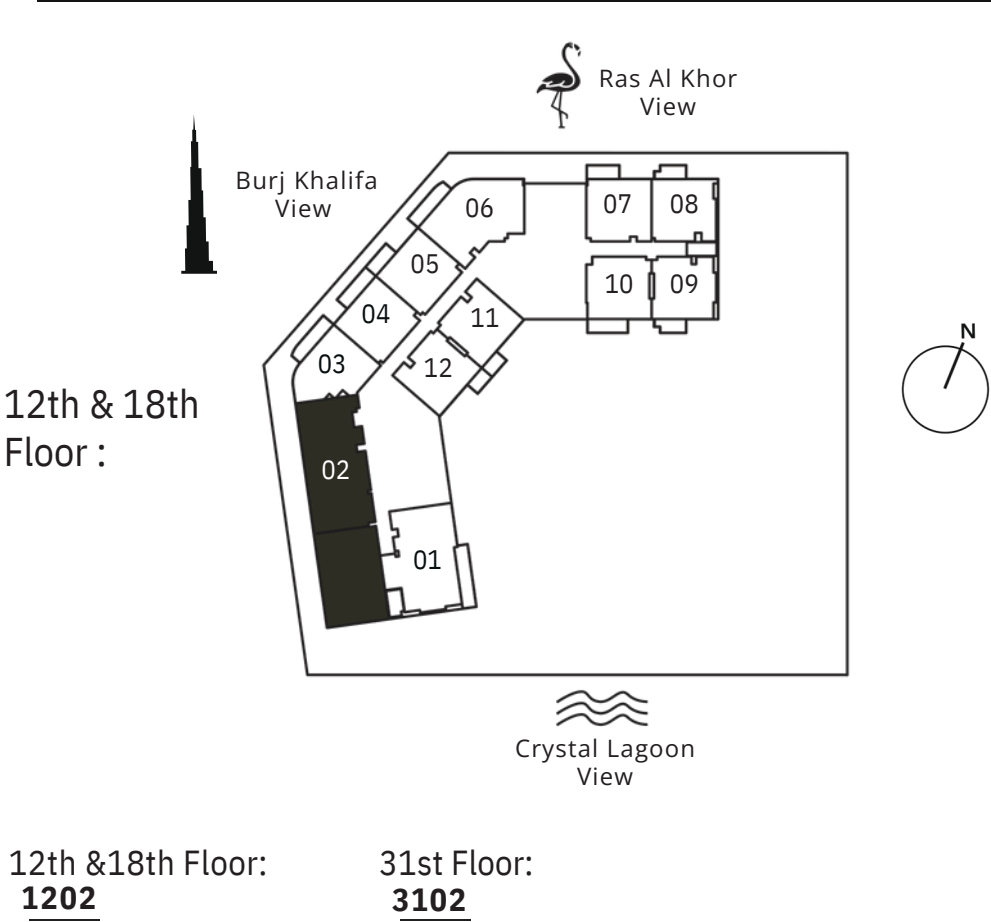 Ras Al Khor
View
Burj Khalifa
View
06
07
08
05
10
09
04
11
03
12
N
12th & 18th
Floor :
02
01
Crystal Lagoon
View
12th &18th Floor:
1202
31st Floor:
3102